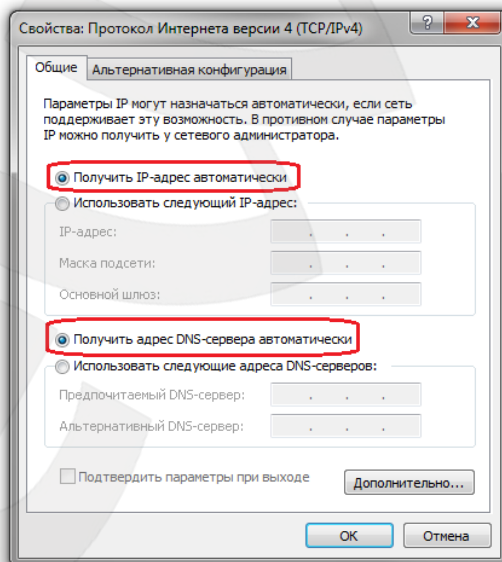 Свойства: Протокол Интернета версии 4 (TCP/IPv4)
Общие
Альтернативная конфигурация
Параметры IP могут назначаться автоматически, если сеть
поддерживает эту возможность. В противном случае параметры
IP можно получить у сетевого администратора.
Получить IP-адрес автоматически
Использовать следующий IP-адрес:
IP-адрес:
Маска подсети:
Основной шлюз:
Получить адрес DNS-сервера автоматически
Использовать следующие адреса DNS-серверов:
Предпочитаемый DNS-сервер:
Альтернативный DNS-сервер:
Подтвердить параметры при выходе
Дополнительно...
ОК
Отмена